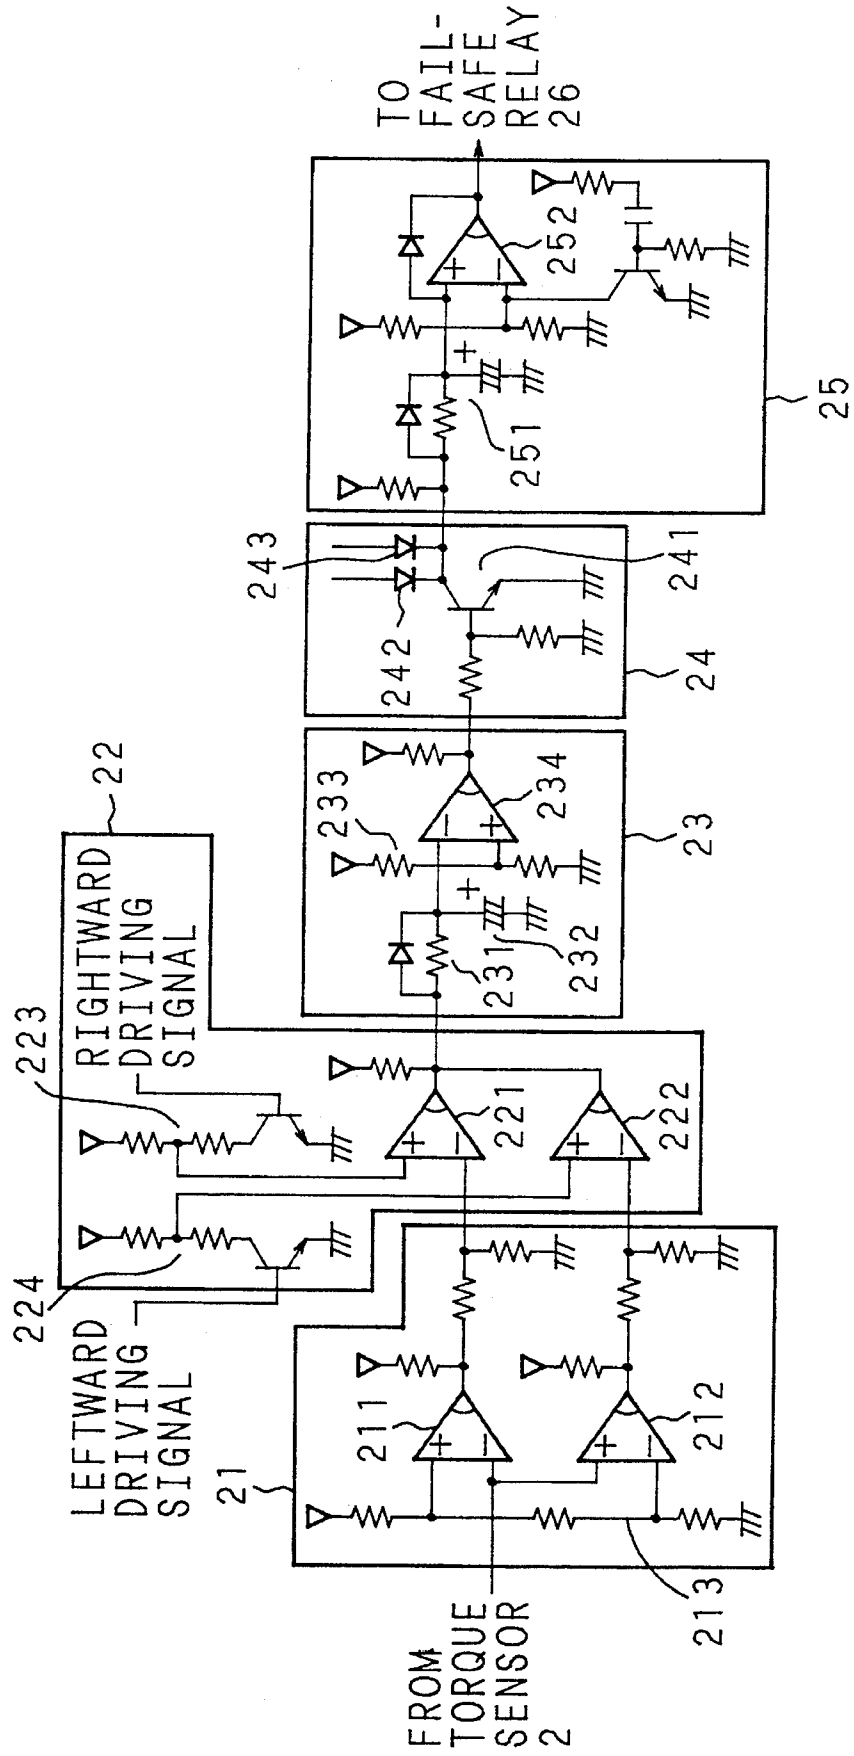 FROM
TORQUE
SENSOR
2
LEFTWARD
DRIVING
SIGNAL
RIGHTWARD
DRIVING
SIGNAL
TO
FAIL-
SAFE
RELAY
26
21
211
+
−
212
+
−
213
22
221
+
−
222
+
−
223
224
23
231
232
+
233
234
−
+
24
241
242
243
25
251
+
252
+
−